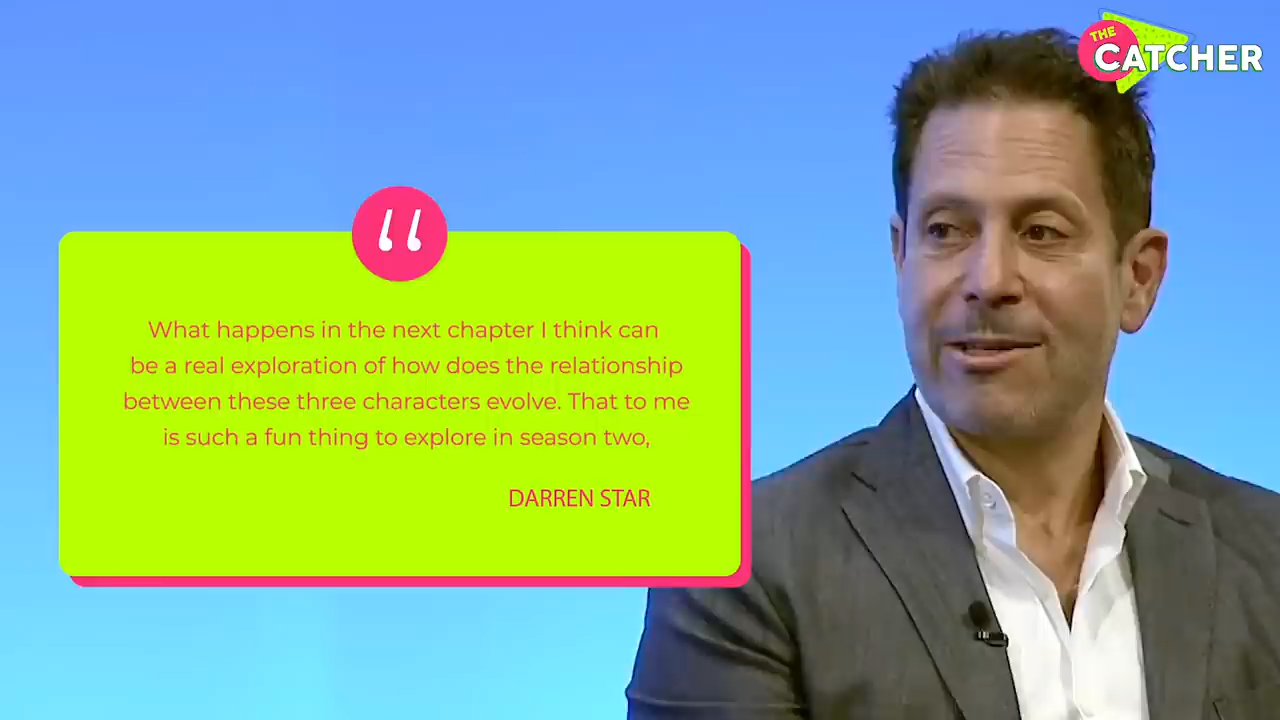 THE
CATCHER
“
What happens in the next chapter I think can
be a real exploration of how does the relationship
between these three characters evolve. That to me
is such a fun thing to explore in season two,
DARREN STAR